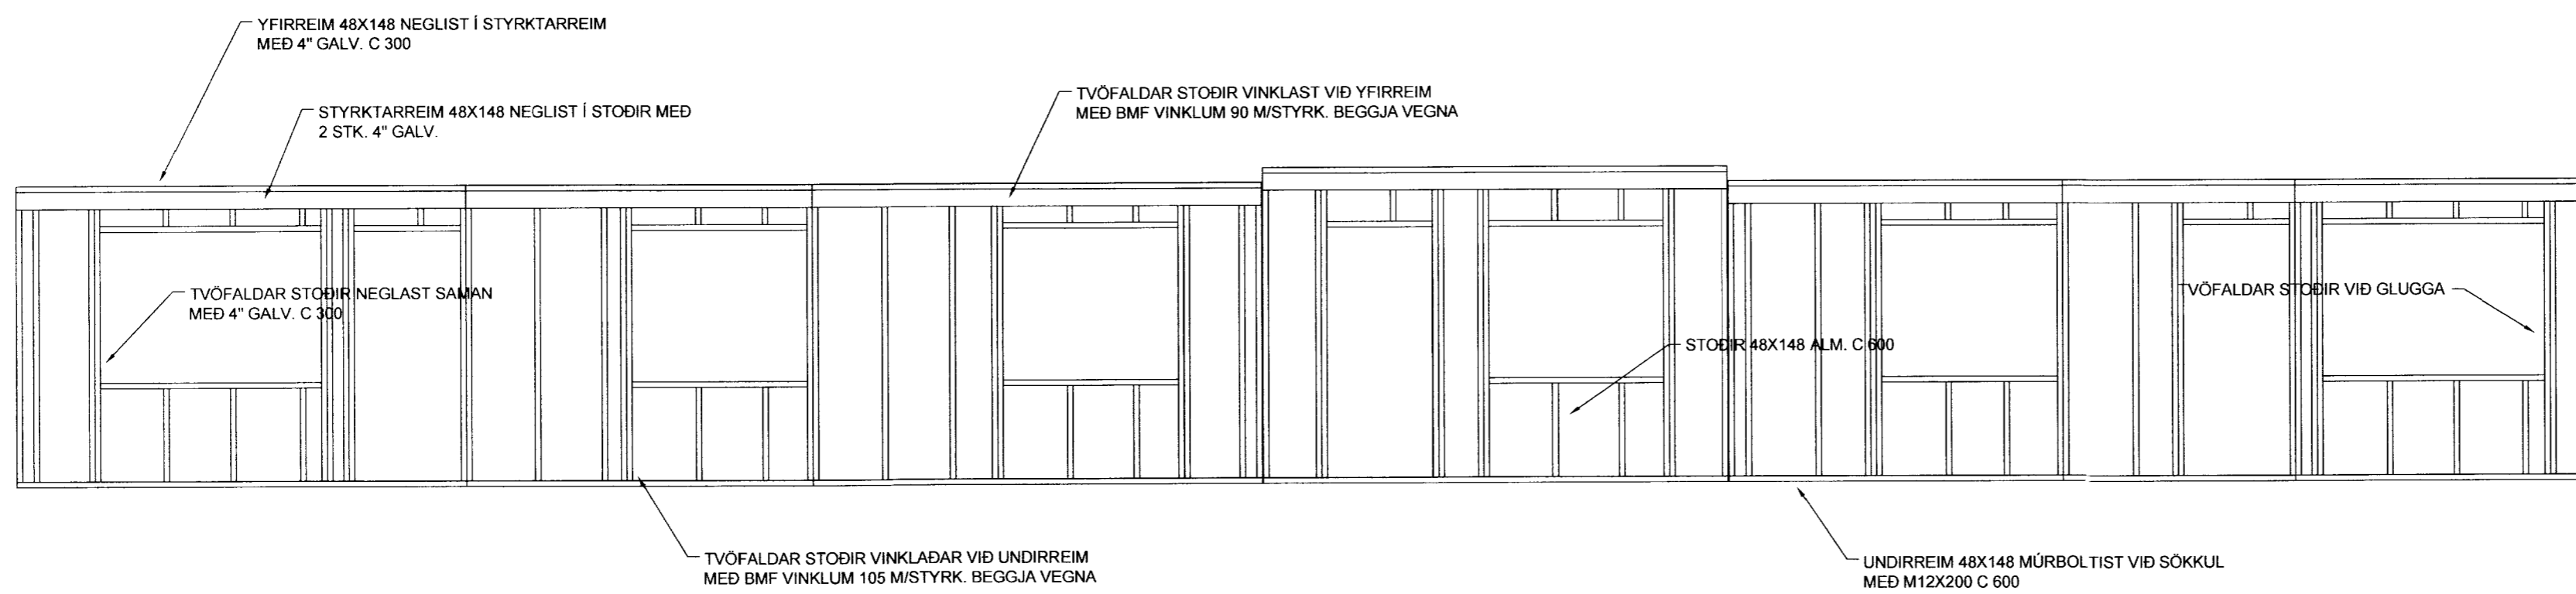 YFIRREIM 48X148 NEGLIST Í STYRKTARREIM
MEÐ 4" GALV. C 300
STYRKTARREIM 48X148 NEGLIST Í STOÐIR MEÐ
2 STK. 4" GALV.
TVÖFALDAR STOÐIR VINKLAST VIÐ YFIRREIM
MEÐ BMF VINKLUM 90 M/STYRK. BEGGJA VEGNA
TVÖFALDAR STOÐIR NEGLAST SAMAN
MEÐ 4" GALV. C 300
TVÖFALDAR STOÐIR VIÐ GLUGGA
STOÐIR 48X148 ALM. C 600
TVÖFALDAR STOÐIR VINKLAÐAR VIÐ UNDIRREIM
MEÐ BMF VINKLUM 105 M/STYRK. BEGGJA VEGNA
UNDIRREIM 48X148 MÚRBOLTIST VIÐ SÖKKUL
MEÐ M12X200 C 600